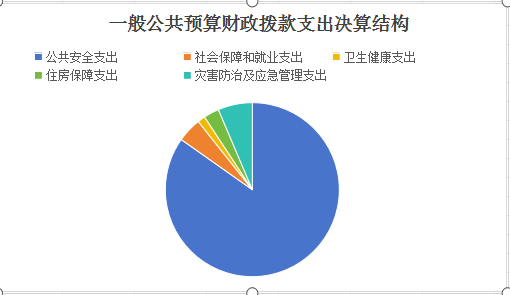 一般公共预算财政拨款支出决算结构
公共安全支出 社会保障和就业支出 卫生健康支出
住房保障支出 灾害防治及应急管理支出